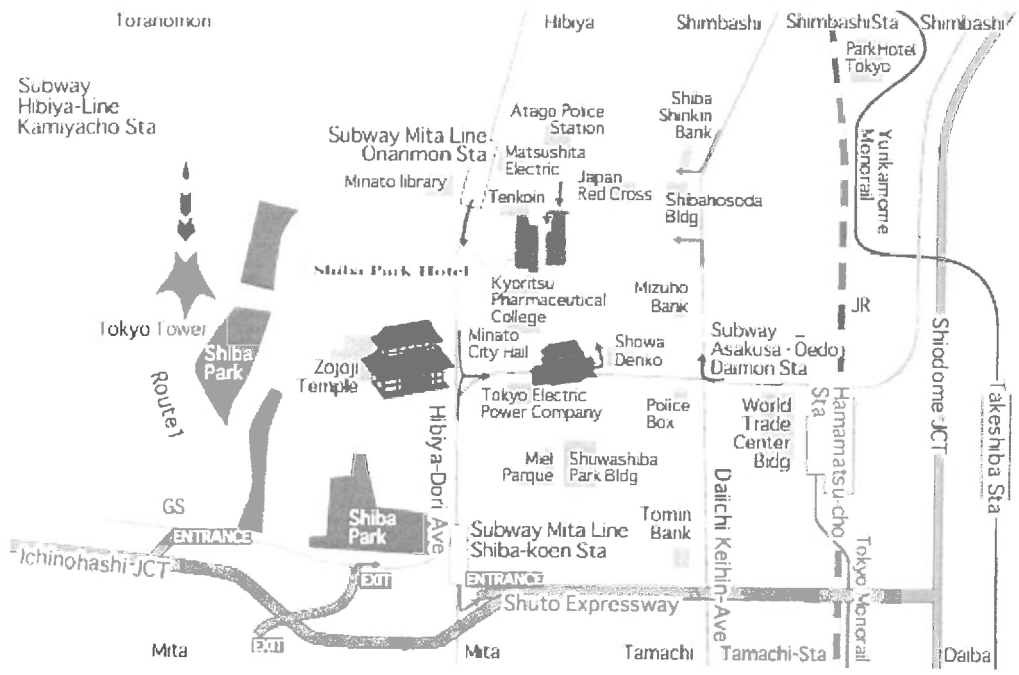 Toranomon
Hibiya
Shimbashi
Shimbashi Sta
Shimbashi
Park Hotel
Tokyo
Subway
Hibiya-Line
Kamiyacho Sta
Shiba
Shinkin
Bank
Atago Police
Station
Subway Mita Line
Onarimon Sta
Matsushita
Electric
Yurikamome
Monorail
Minato library
Japan
Red Cross
Tenkoin
Shibahosoda
Bldg
Shiba Park Hotel
Kyoritsu
Pharmaceutical
College
Mizuho
Bank
JR
Tokyo Tower
Shiba
Park
Zojoji
Temple
Minato
City Hall
Showa
Denko
Subway
Asakusa - Oedo
Daimon Sta
Shiodome-JCT
Route 1
Tokyo Electric
Power Company
Police
Box
World
Trade
Center
Bldg
Hamamatsu-cho
Sta
Takeshiba Sta
Hibiya-Dori Ave
Miel
Parque
Shuwashiba
Park Bldg
Daiichi Keihin-Ave
GS
Shiba
Park
Subway Mita Line
Shiba-koen Sta
Tomin
Bank
ENTRANCE
Ichinohashi-JCT
EXIT
ENTRANCE
Shuto Expressway
Tokyo Monorail
EXIT
Mita
Mita
Tamachi
Tamachi-Sta
Daiba